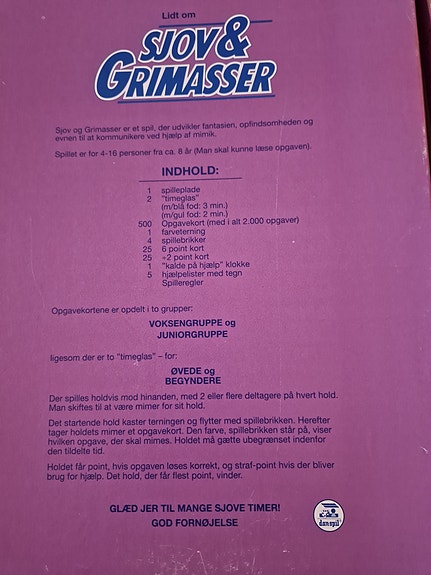 Lidt om
SJOV &
GRIMASSER
Sjov og Grimasser er et spil, der udvikler fantasien, opfindsomheden og
evnen til at kommunikere ved hjælp af mimik.
Spillet er for 4-16 personer fra ca. 8 år (Man skal kunne læse opgaven).
INDHOLD:
1 spilleplade
2 "timeglas"
(m/blå fod: 3 min.)
(m/gul fod: 2 min.)
500 Opgavekort (med i alt 2.000 opgaver)
1 farveterning
4 spillebrikker
25 6 point kort
25 ÷2 point kort
1 "kalde på hjælp" klokke
5 hjælpelister med tegn
Spilleregler
Opgavekortene er opdelt i to grupper:
VOKSENGRUPPE og
JUNIORGRUPPE
ligesom der er to "timeglas" – for:
ØVEDE og
BEGYNDERE
Der spilles holdvis mod hinanden, med 2 eller flere deltagere på hvert hold.
Man skiftes til at være mimer for sit hold.
Det startende hold kaster terningen og flytter med spillebrikken. Herefter
tager holdets mimer et opgavekort. Den farve, spillebrikken står på, viser
hvilken opgave, der skal mimes. Holdet må gætte ubegrænset indenfor
den tildelte tid.
Holdet får point, hvis opgaven løses korrekt, og straf-point hvis der bliver
brug for hjælp. Det hold, der får flest point, vinder.
GLÆD JER TIL MANGE SJOVE TIMER!
GOD FORNØJELSE
dan spil